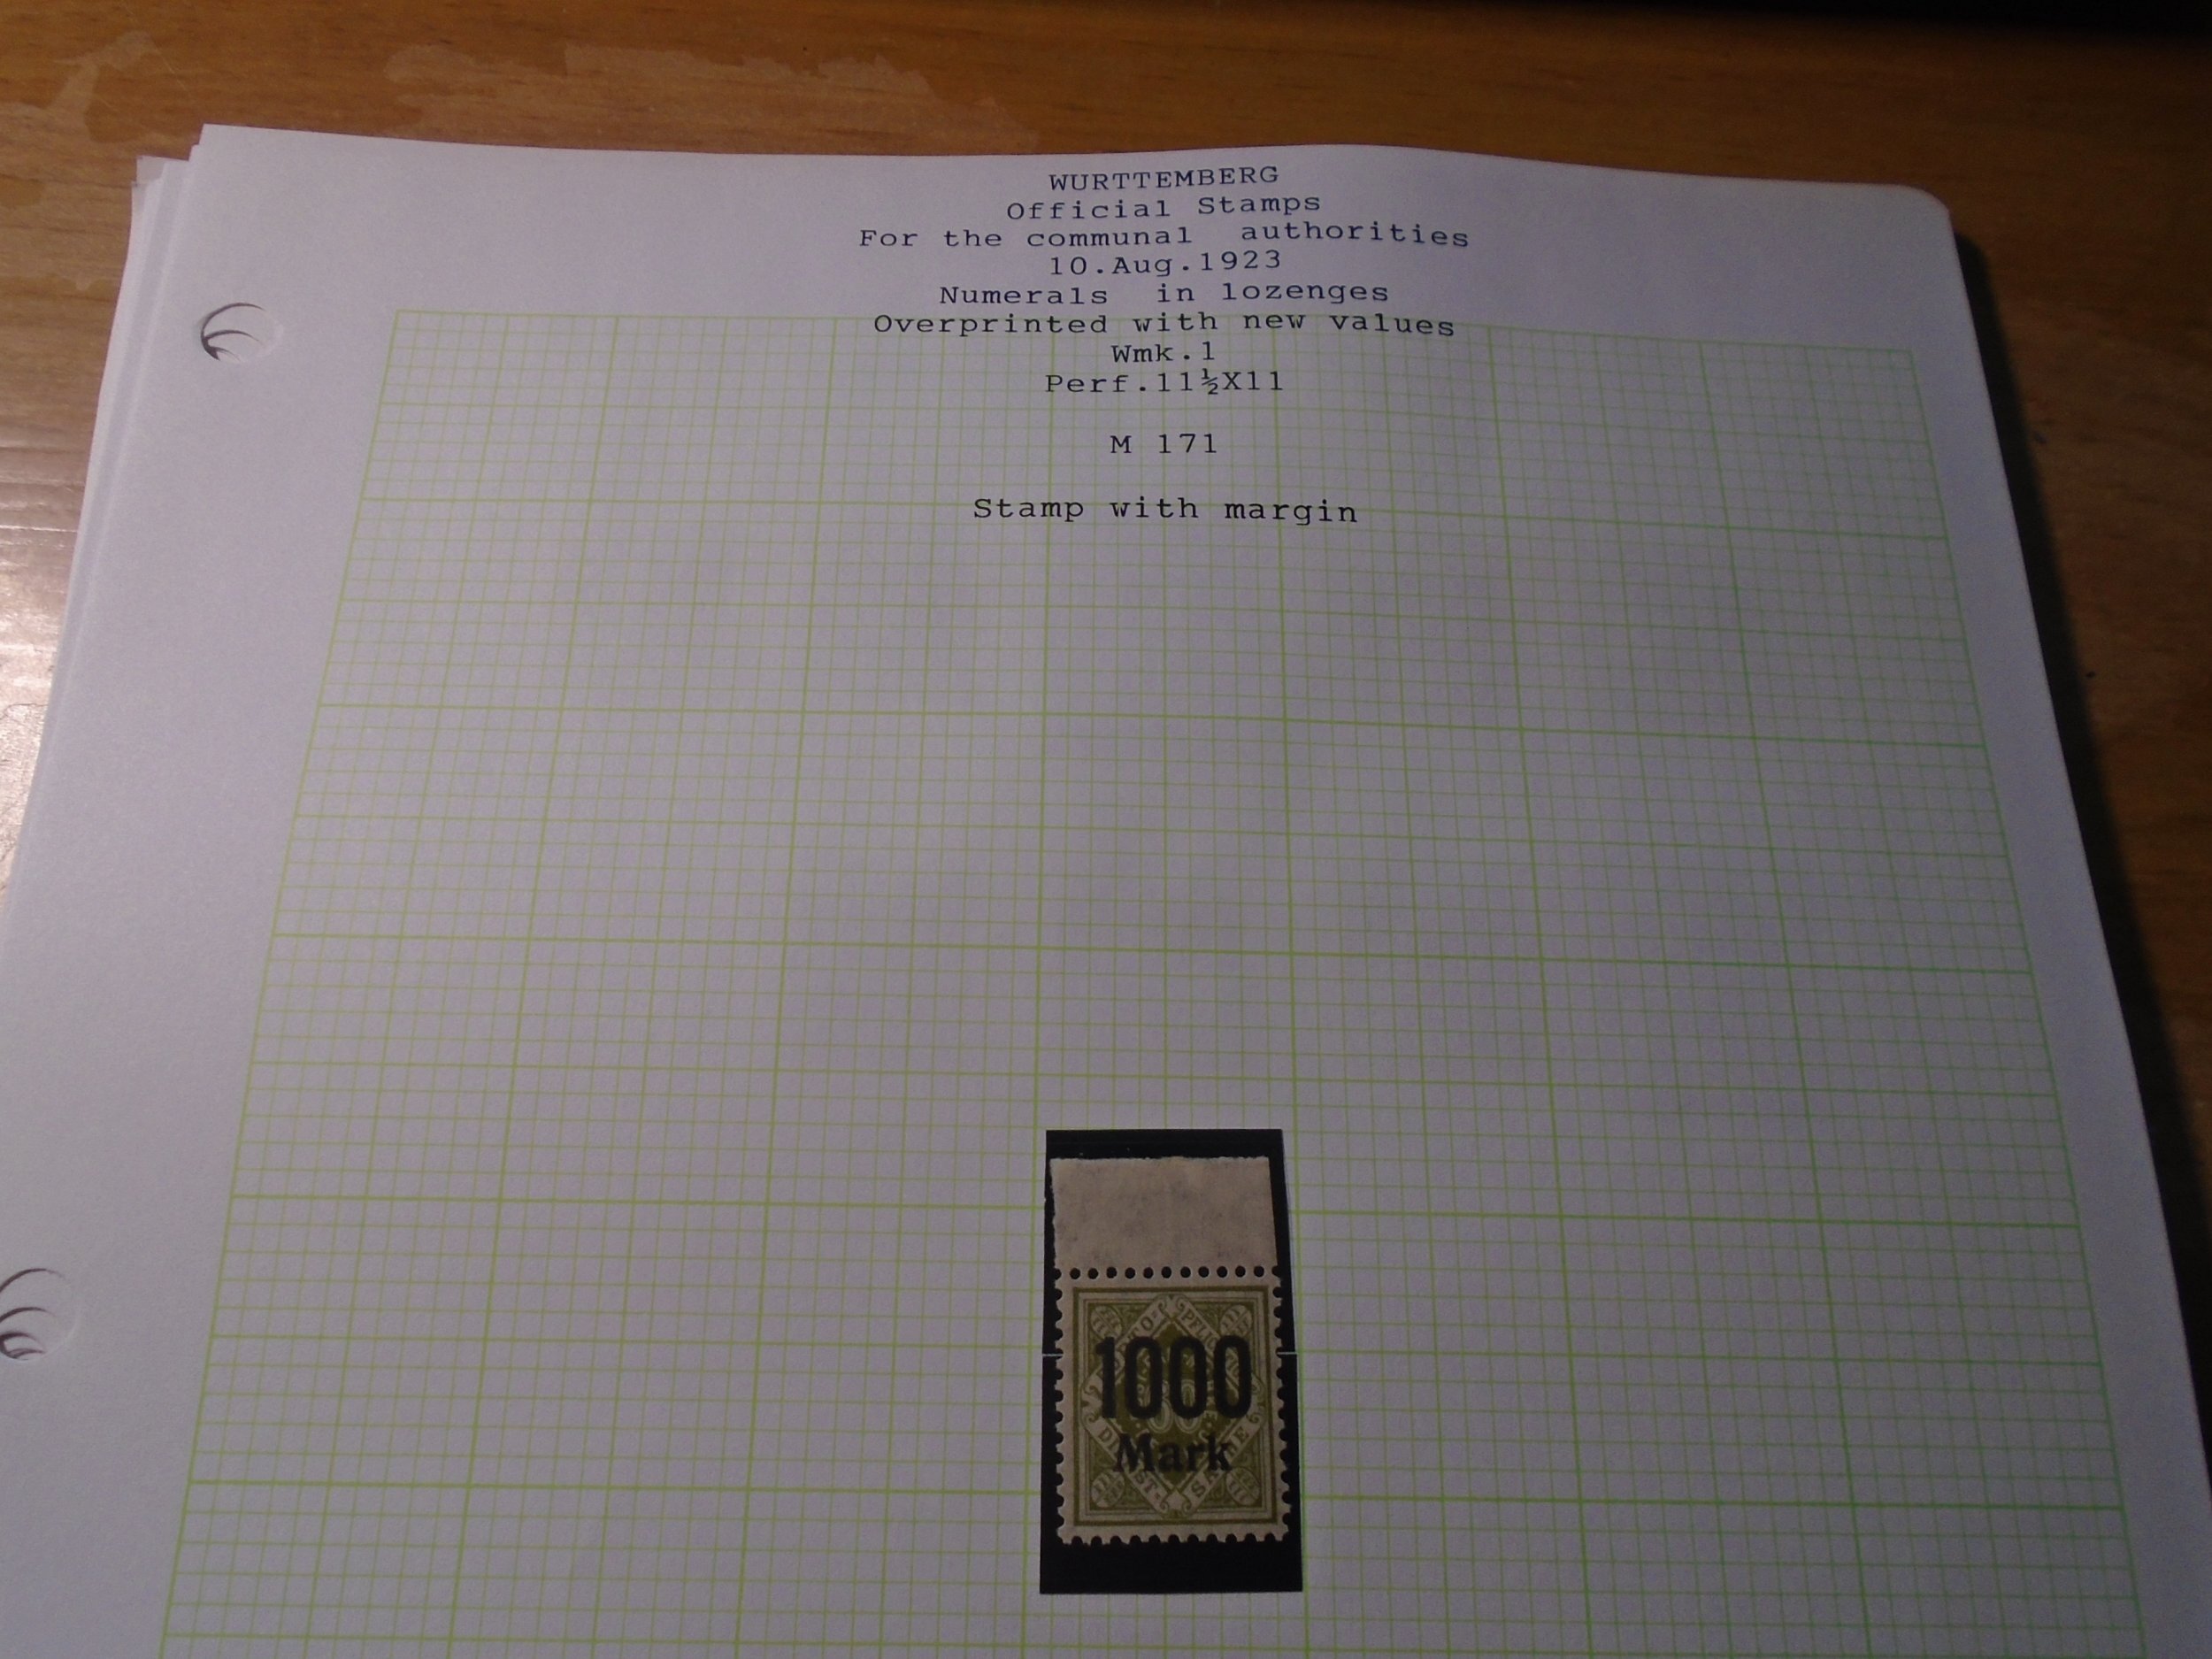 WURTTEMBERG
Official Stamps
For the communal authorities
10.Aug.1923
Numerals in lozenges
Overprinted with new values
Wmk.1
Perf.11½X11
M 171
Stamp with margin
1000
Mark